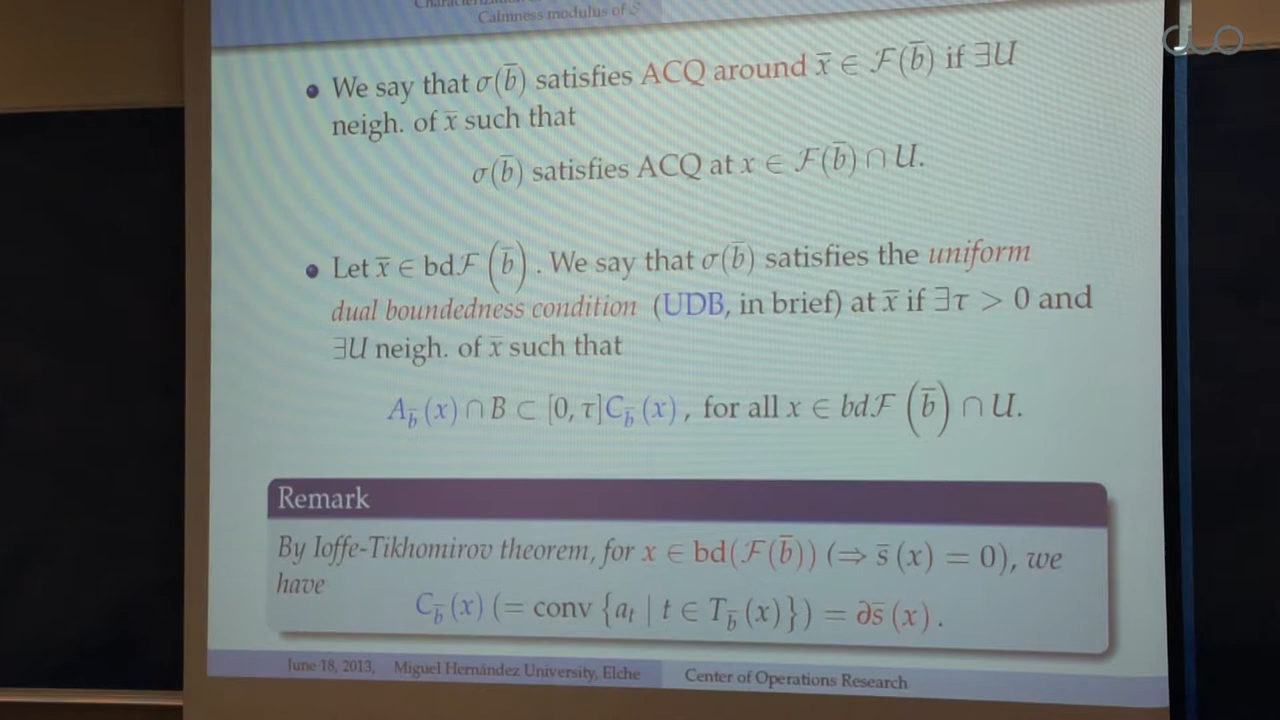 Calmness modulus of S
• We say that σ(b̄) satisfies ACQ around x̄ ∈ F(b̄) if ∃U
neigh. of x̄ such that
σ(b̄) satisfies ACQ at x ∈ F(b̄) ∩ U.
• Let x̄ ∈ bdF (b̄). We say that σ(b̄) satisfies the uniform
dual boundedness condition (UDB, in brief) at x̄ if ∃τ > 0 and
∃U neigh. of x̄ such that
A_b̄ (x) ∩ B ⊂ [0, τ]C_b̄ (x), for all x ∈ bdF (b̄) ∩ U.
Remark
By Ioffe-Tikhomirov theorem, for x ∈ bd(F(b̄)) (⇒ s̄(x) = 0), we
have
C_b̄ (x) (= conv {a_t | t ∈ T_b̄ (x)}) = ∂s̄ (x).
June 18, 2013, Miguel Hernández University, Elche Center of Operations Research